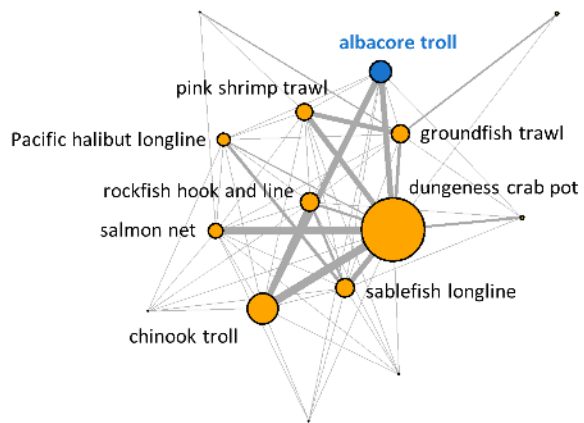 albacore troll
pink shrimp trawl
groundfish trawl
Pacific halibut longline
dungeness crab pot
rockfish hook and line
salmon net
sablefish longline
chinook troll